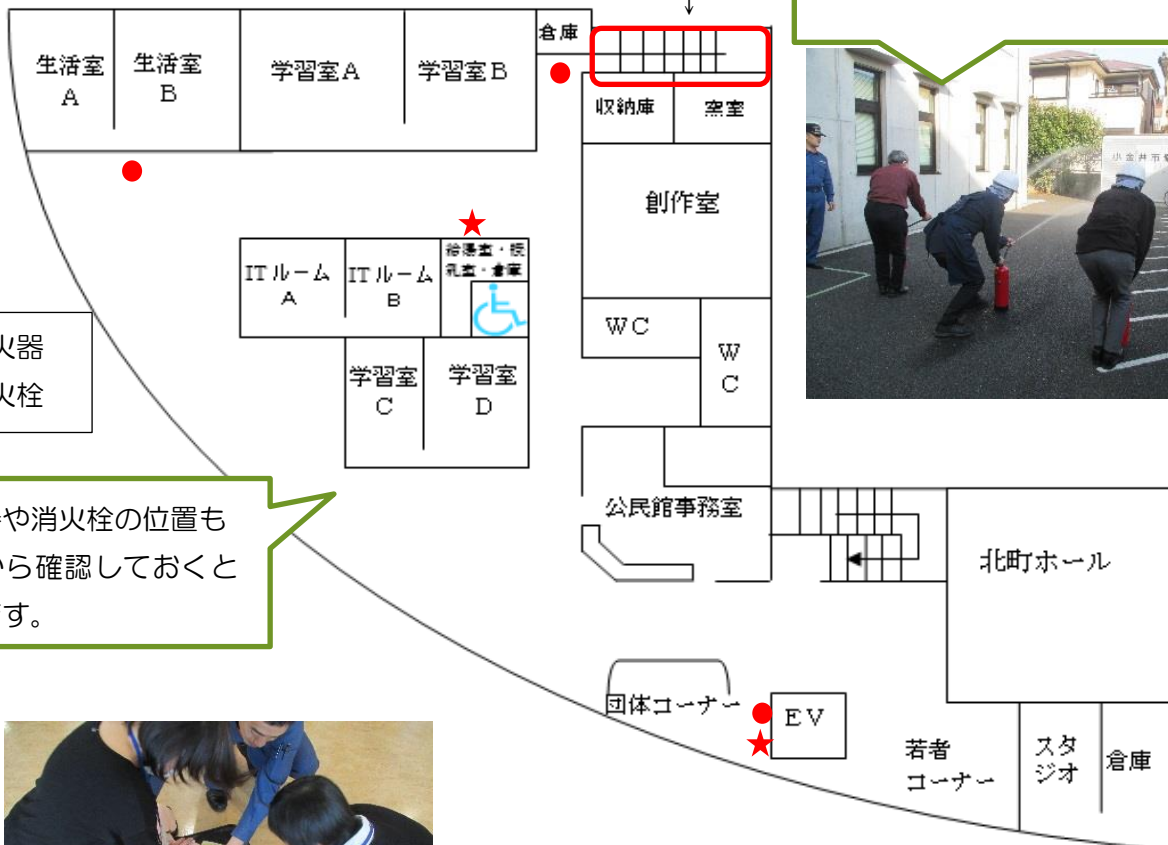 倉庫
生活室
A
生活室
B
学習室A
学習室B
収納庫
窯室
創作室
小金井市
給湯室・授
乳室・倉庫
ITルーム
A
ITルーム
B
WC
W
C
火器
火栓
学習室
C
学習室
D
や消火栓の位置も
から確認しておくと
す。
公民館事務室
北町ホール
団体コーナー
EV
若者
コーナー
スタ
ジオ
倉庫